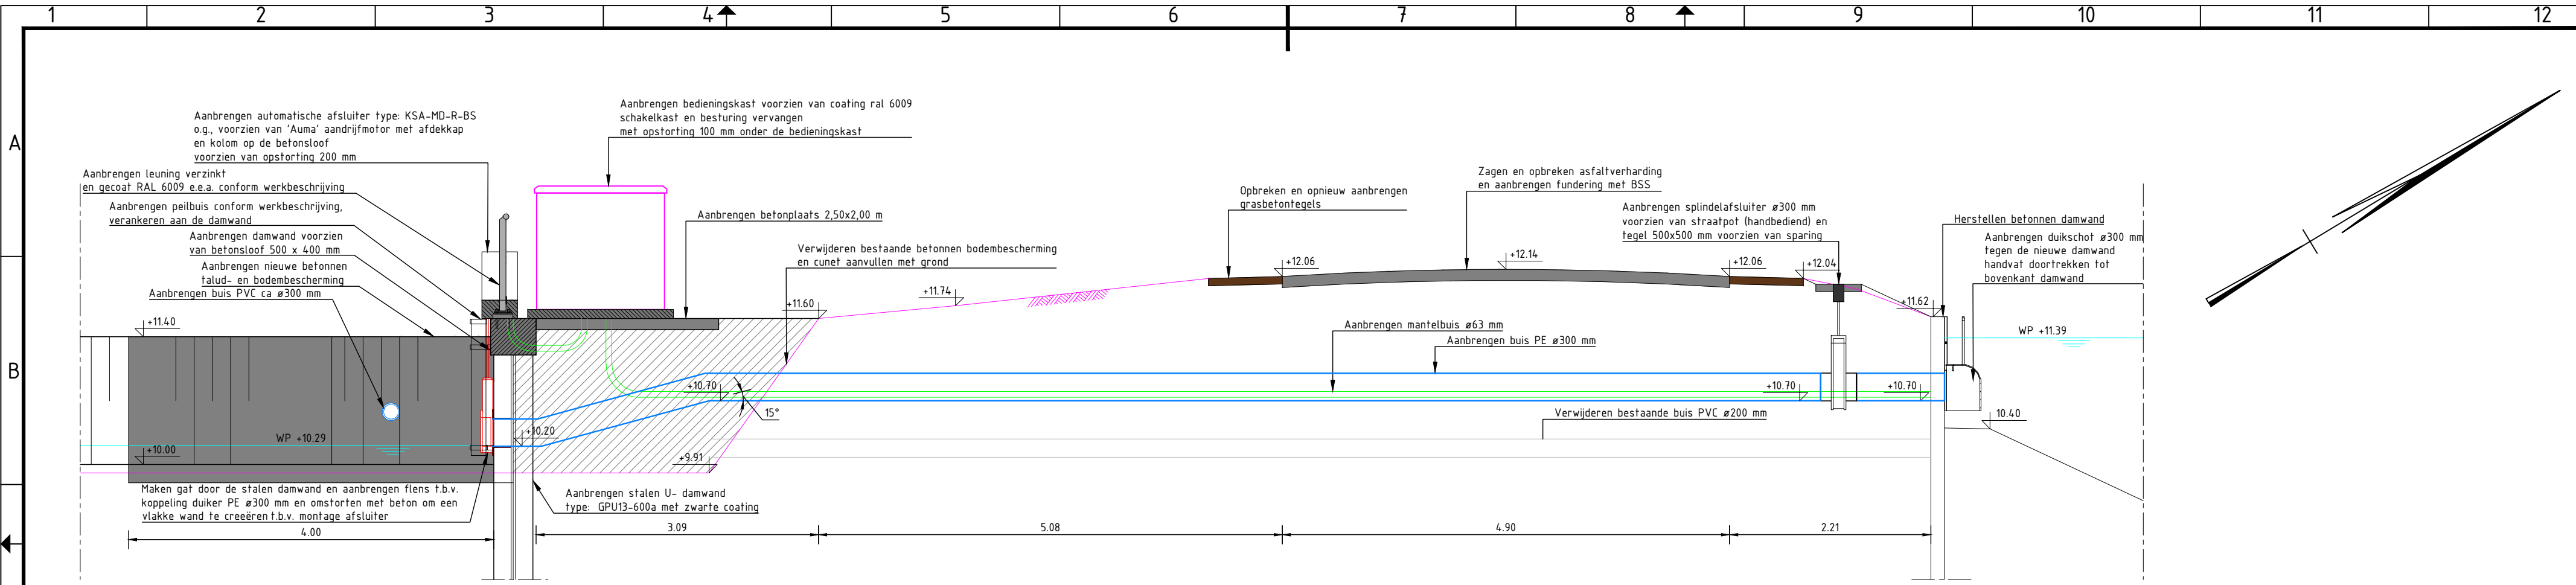 1 2 3 4 5 6 7 8 9 10 11 12
A
B
Aanbrengen automatische afsluiter type: KSA-MD-R-BS
o.g., voorzien van 'Auma' aandrijfmotor met afdekkap
en kolom op de betonsloof
voorzien van opstorting 200 mm
Aanbrengen leuning verzinkt
en gecoat RAL 6009 e.e.a. conform werkbeschrijving
Aanbrengen peilbuis conform werkbeschrijving,
verankeren aan de damwand
Aanbrengen damwand voorzien
van betonsloof 500 x 400 mm
Aanbrengen nieuwe betonnen
talud- en bodembescherming
Aanbrengen buis PVC ca ø300 mm
Aanbrengen bedieningskast voorzien van coating ral 6009
schakelkast en besturing vervangen
met opstorting 100 mm onder de bedieningskast
Aanbrengen betonplaats 2,50x2,00 m
Verwijderen bestaande betonnen bodembescherming
en cunet aanvullen met grond
Opbreken en opnieuw aanbrengen
grasbetontegels
Zagen en opbreken asfaltverharding
en aanbrengen fundering met BSS
Aanbrengen splindelafsluiter ø300 mm
voorzien van straatpot (handbediend) en
tegel 500x500 mm voorzien van sparing
Herstellen betonnen damwand
Aanbrengen duikschot ø300 mm
tegen de nieuwe damwand
handvat doortrekken tot
bovenkant damwand
+11.40
+11.60
+11.74
+12.06
+12.14
+12.06
+12.04
+11.62
WP +11.39
Aanbrengen mantelbuis ø63 mm
Aanbrengen buis PE ø300 mm
+10.70
+10.70
+10.70
15°
Verwijderen bestaande buis PVC ø200 mm
10.40
WP +10.29
+10.20
+10.00
+9.91
Maken gat door de stalen damwand en aanbrengen flens t.b.v.
koppeling duiker PE ø300 mm en omstorten met beton om een
vlakke wand te creeëren t.b.v. montage afsluiter
Aanbrengen stalen U- damwand
type: GPU13-600a met zwarte coating
4.00
3.09
5.08
4.90
2.21